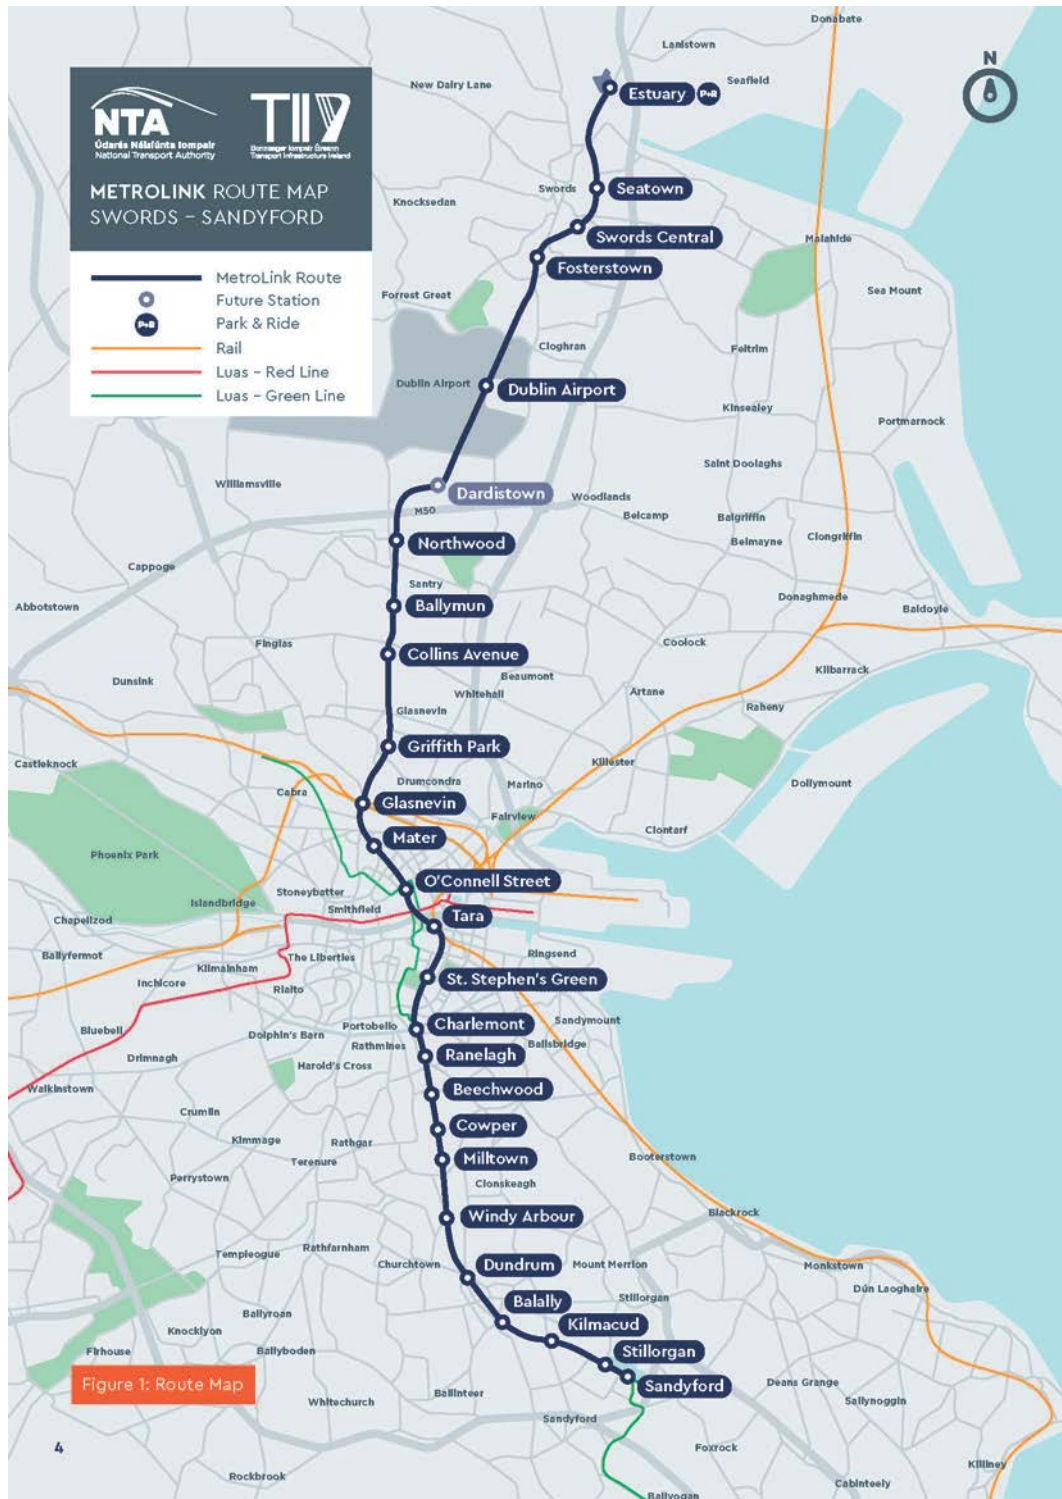 Donabate
Lanistown
New Dairy Lane
Seafield
N
Estuary P+R
NTA
Údarás Náisiúnta Iompair
National Transport Authority
TII
Bonneagar Iompair Éireann
Transport Infrastructure Ireland
METROLINK ROUTE MAP
SWORDS – SANDYFORD
Swords
Seatown
Knocksedan
Swords Central
Malahide
Fosterstown
MetroLink Route
Future Station
P+R Park & Ride
Rail
Luas – Red Line
Luas – Green Line
Forrest Great
Sea Mount
Cloghran
Feltrim
Dublin Airport
Dublin Airport
Kinsealey
Portmarnock
Saint Doolaghs
Williamsville
Dardistown
Woodlands
M50
Belcamp
Balgriffin
Belmayne
Clongriffin
Northwood
Cappoge
Santry
Donaghmede
Abbotstown
Ballymun
Baldoyle
Finglas
Collins Avenue
Coolock
Kilbarrack
Dunsink
Beaumont
Whitehall
Artane
Glasnevin
Raheny
Griffith Park
Castleknock
Killester
Drumcondra
Marino
Dollymount
Cabra
Glasnevin
Fairview
Clontarf
Mater
Phoenix Park
O'Connell Street
Stoneybatter
Islandbridge
Smithfield
Chapelizod
Tara
Ballyfermot
The Liberties
Ringsend
Kilmainham
St. Stephen's Green
Inchicore
Rialto
Bluebell
Portobello
Charlemont
Sandymount
Dolphin's Barn
Rathmines
Ballsbridge
Drimnagh
Ranelagh
Harold's Cross
Walkinstown
Beechwood
Crumlin
Cowper
Kimmage
Rathgar
Terenure
Milltown
Booterstown
Perrystown
Clonskeagh
Windy Arbour
Blackrock
Templeogue
Rathfarnham
Churchtown
Dundrum
Mount Merrion
Monkstown
Dún Laoghaire
Balally
Stillorgan
Ballyroan
Kilmacud
Knocklyon
Firhouse
Ballyboden
Stillorgan
Figure 1: Route Map
Sandyford
Deans Grange
Ballinteer
Whitechurch
Sallynoggin
Sandyford
4
Foxrock
Killiney
Rockbrook
Cabinteely
Ballyogan